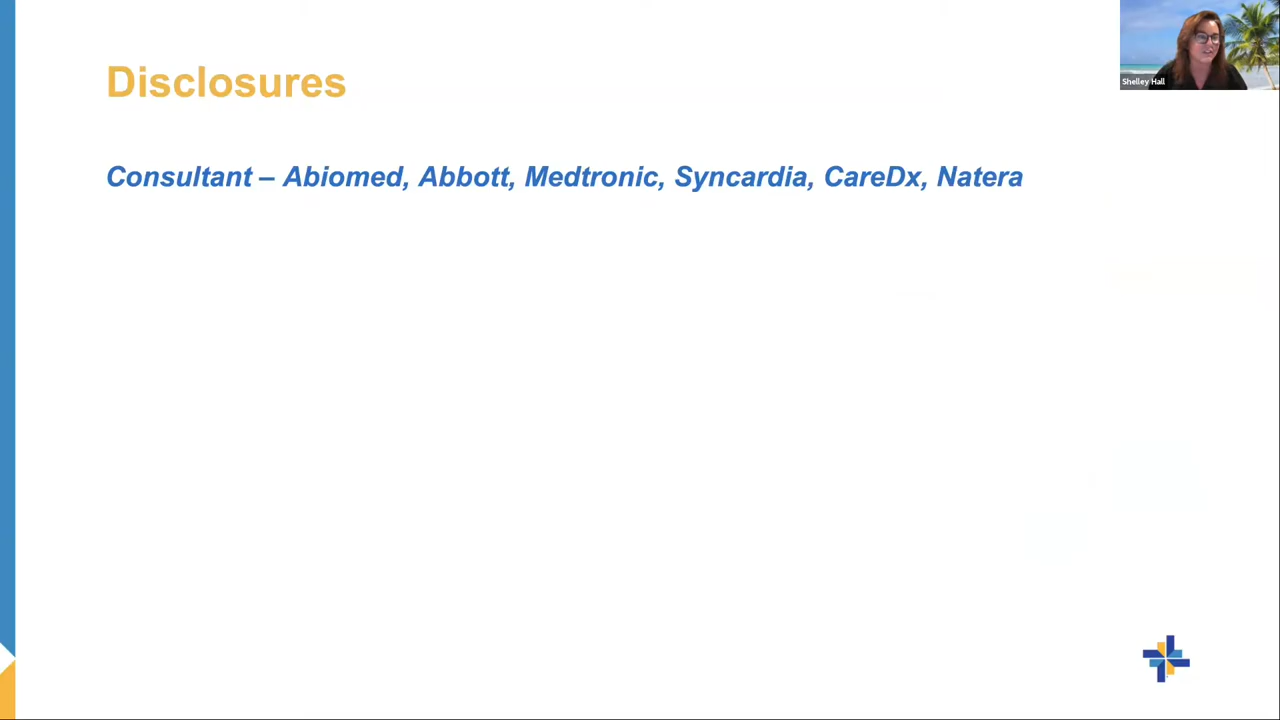 Disclosures
Shelley Hall
Consultant – Abiomed, Abbott, Medtronic, Syncardia, CareDx, Natera